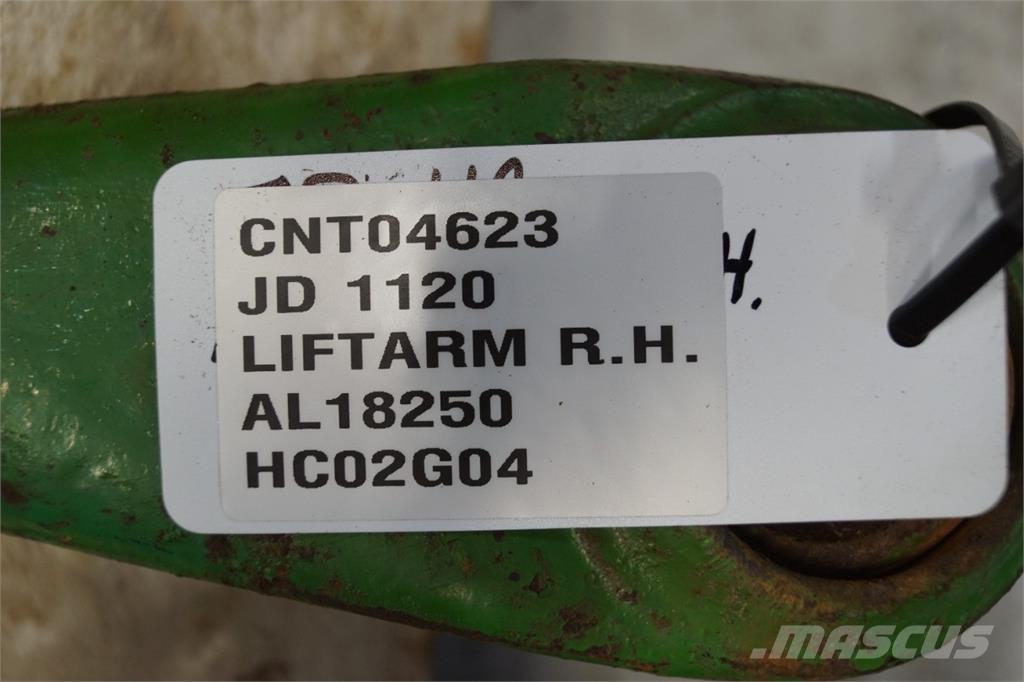 CNT04623
JD 1120
LIFTARM R.H.
AL18250
HC02G04
H.
MASCUS